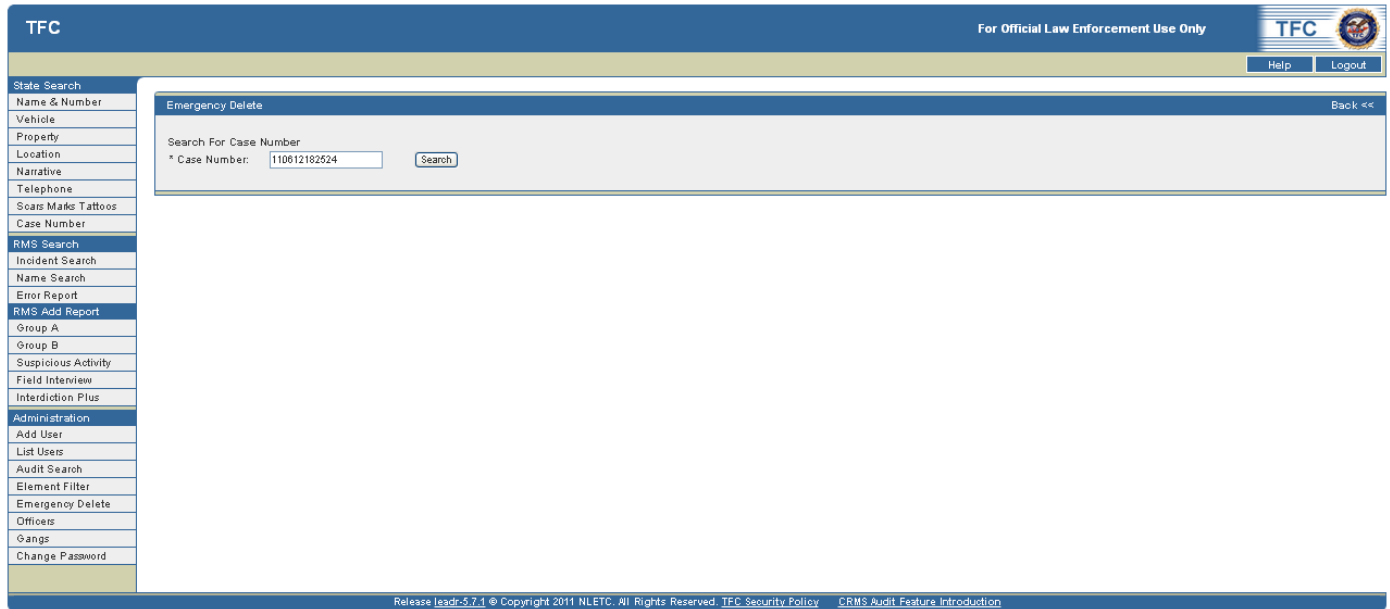 TFC
For Official Law Enforcement Use Only
TFC
Help Logout
State Search
Name & Number
Vehicle
Property
Location
Narrative
Telephone
Scars Marks Tattoos
Case Number
RMS Search
Incident Search
Name Search
Error Report
RMS Add Report
Group A
Group B
Suspicious Activity
Field Interview
Interdiction Plus
Administration
Add User
List Users
Audit Search
Element Filter
Emergency Delete
Officers
Gangs
Change Password
Emergency Delete Back <<
Search For Case Number
* Case Number: 110612182524 Search
Release leadr-5.7.1 © Copyright 2011 NLETC. All Rights Reserved. TFC Security Policy CRMS Audit Feature Introduction